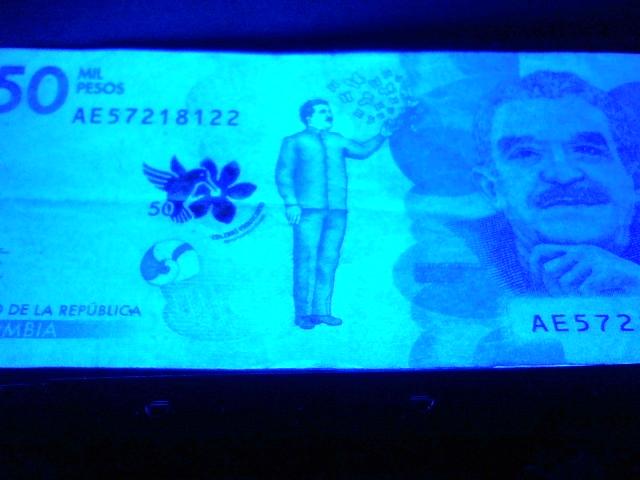 50 MIL
PESOS
AE57218122
50
O DE LA REPÚBLICA
MBIA
AE572